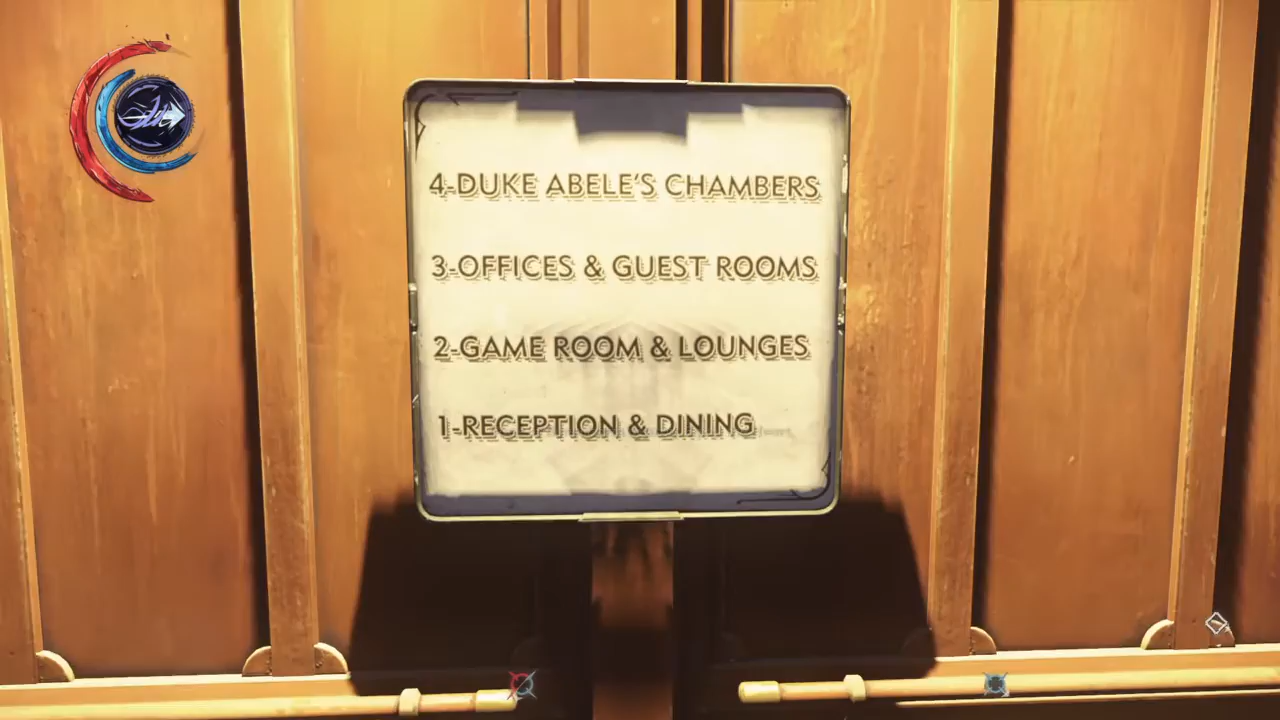 4-DUKE ABELE'S CHAMBERS
3-OFFICES & GUEST ROOMS
2-GAME ROOM & LOUNGES
1-RECEPTION & DINING